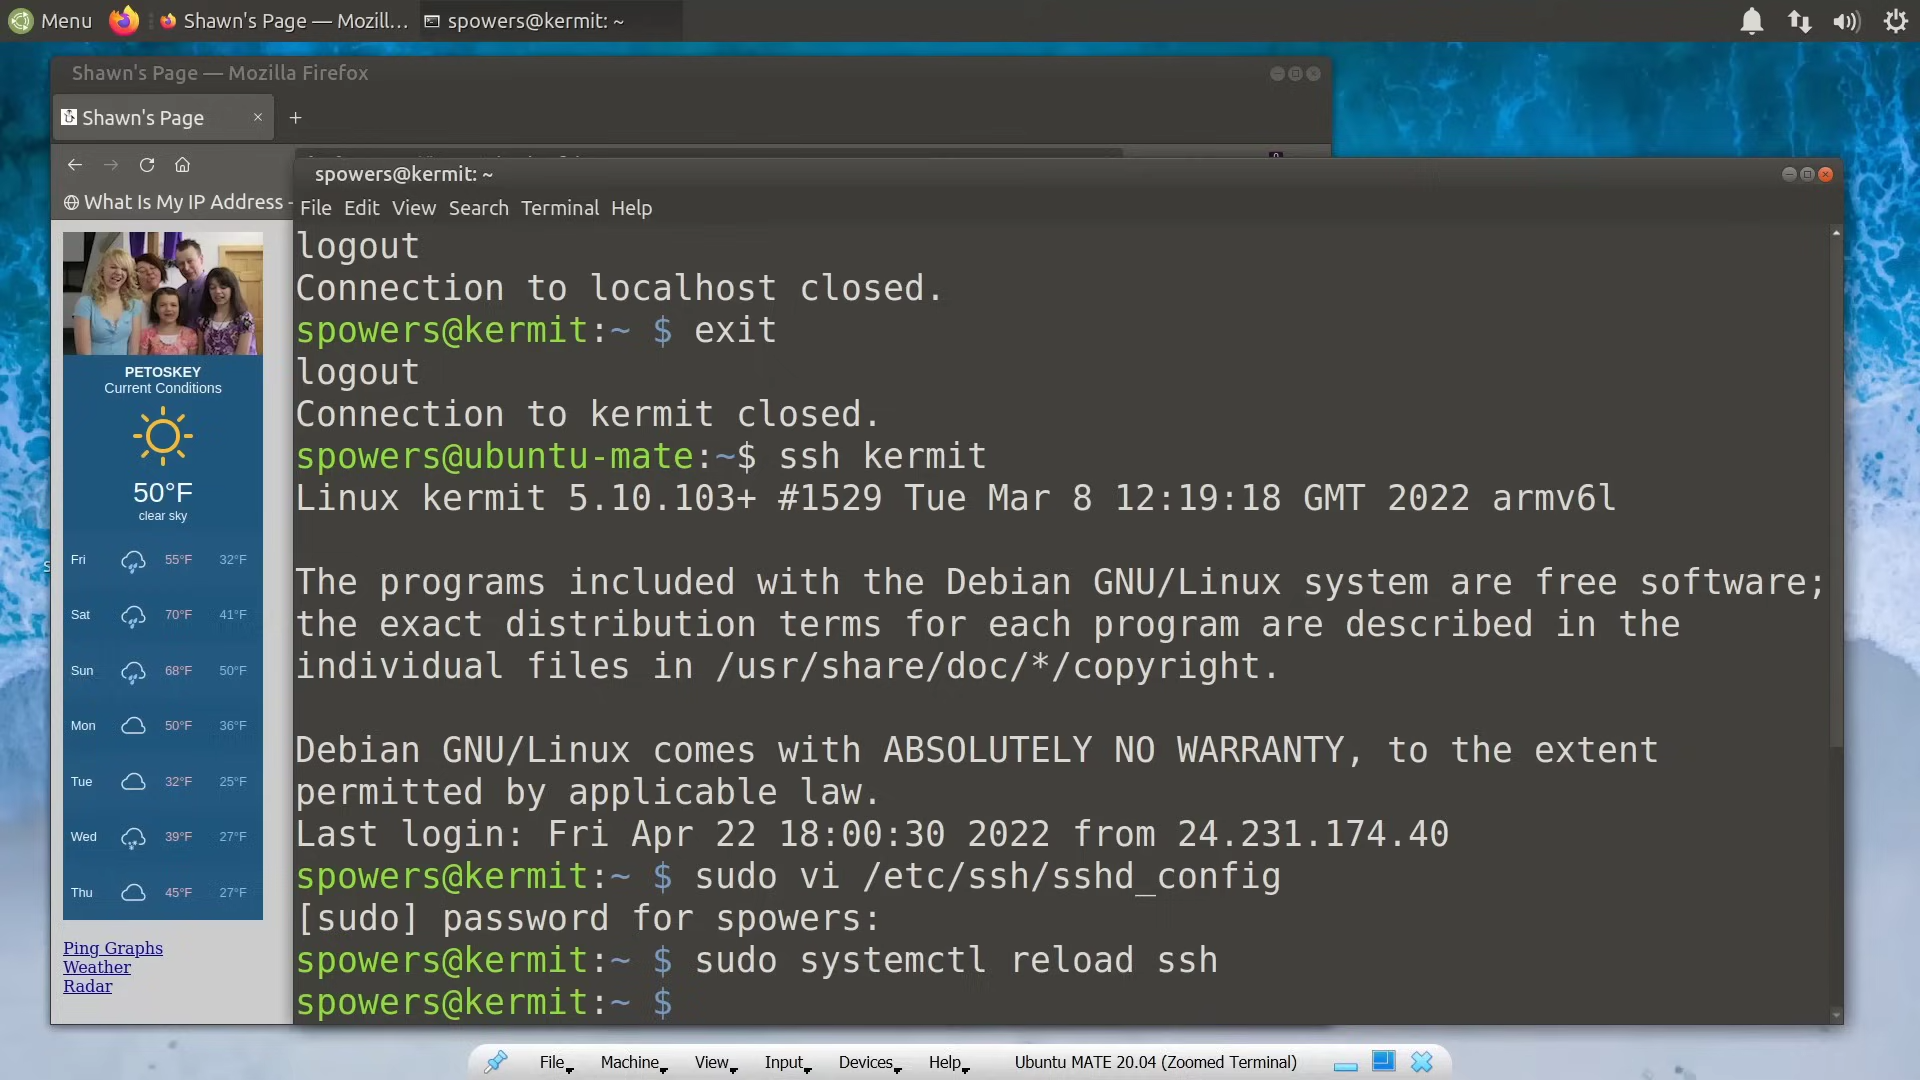 Menu
Shawn's Page — Mozill...
spowers@kermit: ~
Shawn's Page — Mozilla Firefox
Shawn's Page
What Is My IP Address
spowers@kermit: ~
File Edit View Search Terminal Help
logout
Connection to localhost closed.
spowers@kermit:~ $ exit
logout
Connection to kermit closed.
spowers@ubuntu-mate:~$ ssh kermit
Linux kermit 5.10.103+ #1529 Tue Mar 8 12:19:18 GMT 2022 armv6l
The programs included with the Debian GNU/Linux system are free software;
the exact distribution terms for each program are described in the
individual files in /usr/share/doc/*/copyright.
Debian GNU/Linux comes with ABSOLUTELY NO WARRANTY, to the extent
permitted by applicable law.
Last login: Fri Apr 22 18:00:30 2022 from 24.231.174.40
spowers@kermit:~ $ sudo vi /etc/ssh/sshd_config
[sudo] password for spowers:
spowers@kermit:~ $ sudo systemctl reload ssh
spowers@kermit:~ $
PETOSKEY
Current Conditions
50°F
clear sky
Fri 55°F 32°F
Sat 70°F 41°F
Sun 68°F 50°F
Mon 50°F 36°F
Tue 32°F 25°F
Wed 39°F 27°F
Thu 45°F 27°F
Ping Graphs
Weather
Radar
File Machine View Input Devices Help Ubuntu MATE 20.04 (Zoomed Terminal)